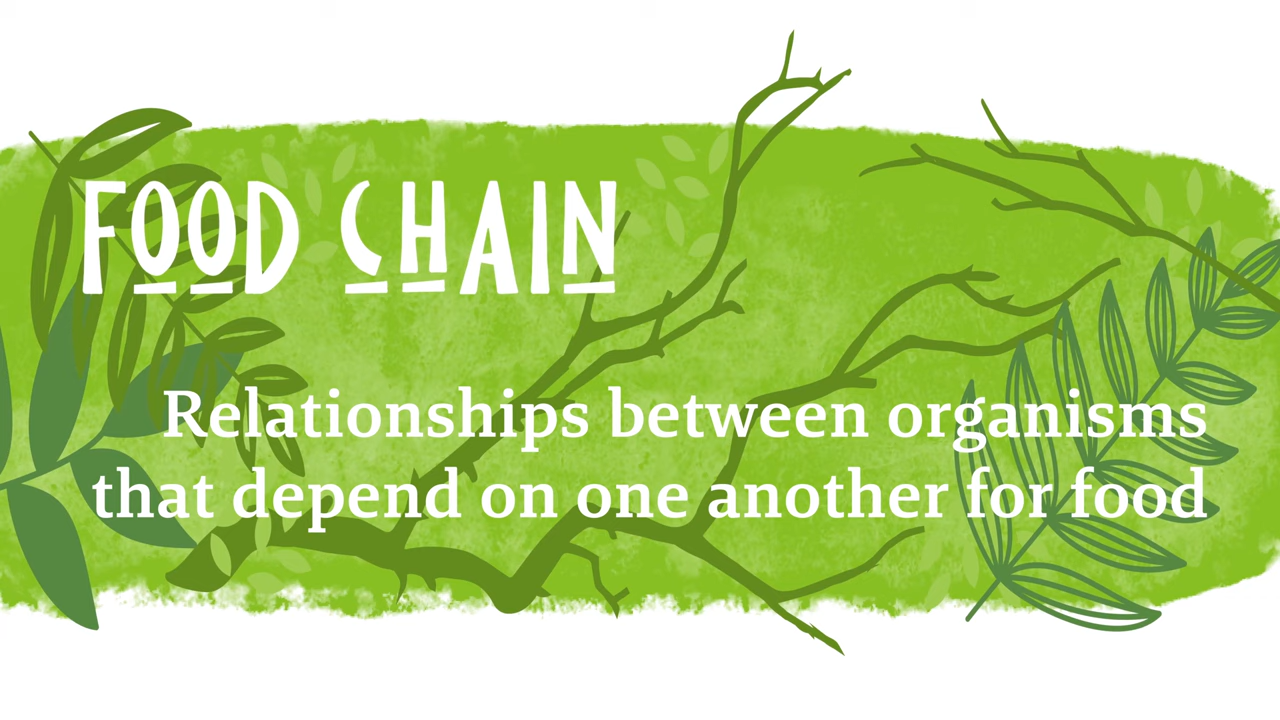 FOOD CHAIN
Relationships between organisms
that depend on one another for food